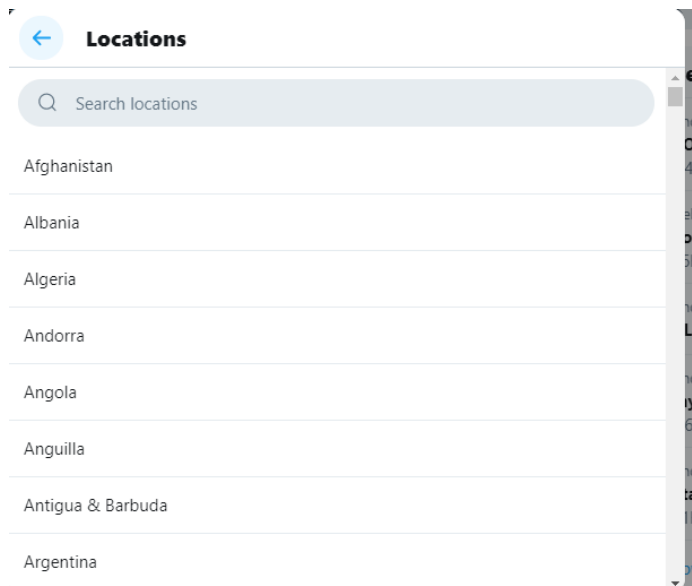 Locations
Search locations
Afghanistan
Albania
Algeria
Andorra
Angola
Anguilla
Antigua & Barbuda
Argentina